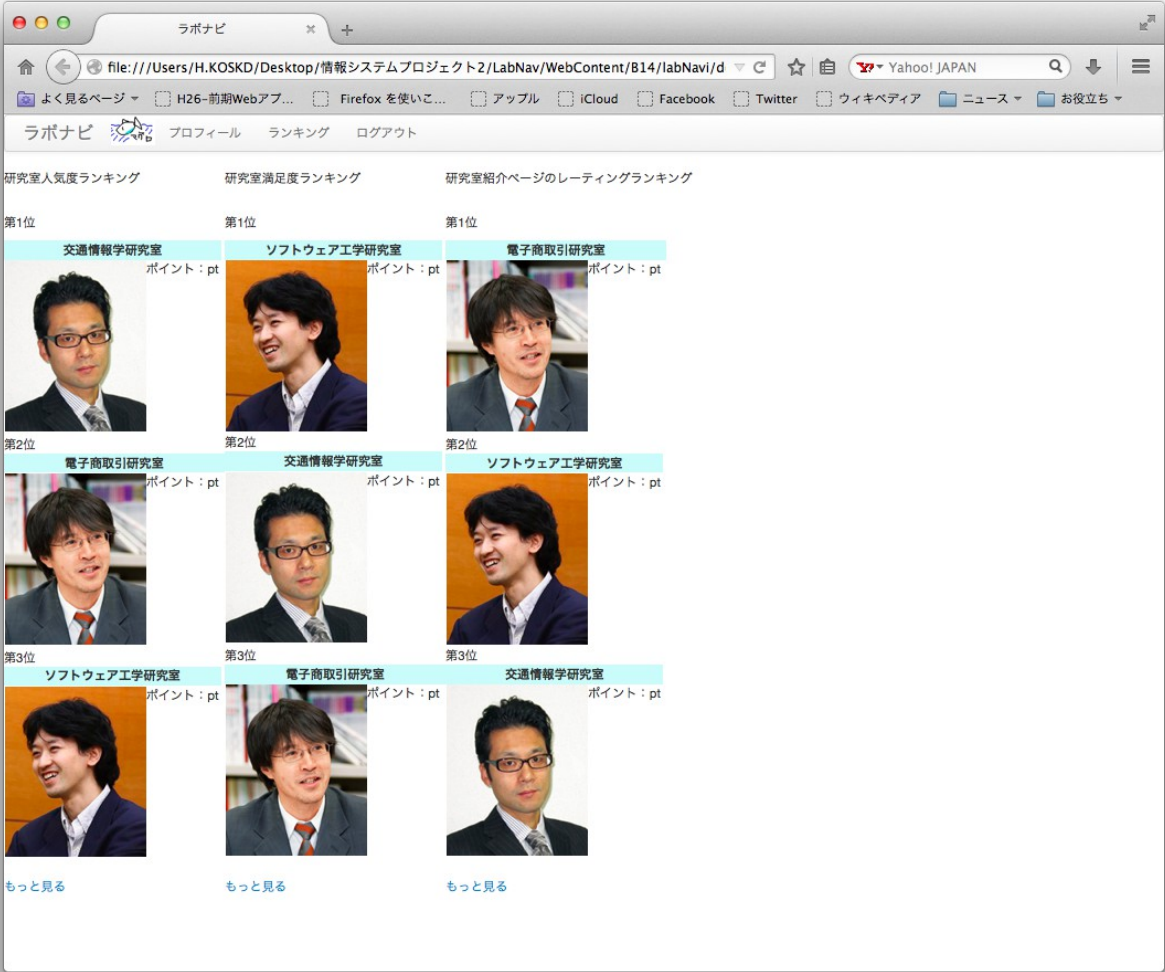 ラボナビ
file:///Users/H.KOSKD/Desktop/情報システムプロジェクト2/LabNav/WebContent/B14/labNavi/d
Yahoo! JAPAN
よく見るページ H26-前期Webアプ... Firefox を使いこ... アップル iCloud Facebook Twitter ウィキペディア ニュース お役立ち
ラボナビ プロフィール ランキング ログアウト
研究室人気度ランキング 研究室満足度ランキング 研究室紹介ページのレーティングランキング
第1位 第1位 第1位
交通情報学研究室 ソフトウェア工学研究室 電子商取引研究室
ポイント：pt ポイント：pt ポイント：pt
第2位 第2位 第2位
電子商取引研究室 交通情報学研究室 ソフトウェア工学研究室
ポイント：pt ポイント：pt ポイント：pt
第3位 第3位 第3位
ソフトウェア工学研究室 電子商取引研究室 交通情報学研究室
ポイント：pt ポイント：pt ポイント：pt
もっと見る もっと見る もっと見る